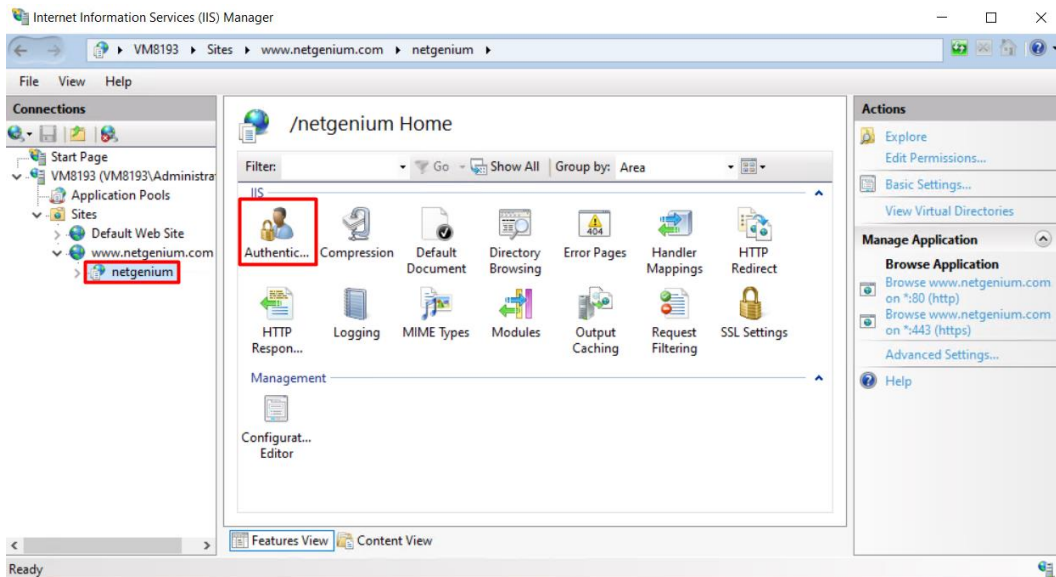 Internet Information Services (IIS) Manager
VM8193 Sites www.netgenium.com netgenium
File View Help
Connections
Start Page
VM8193 (VM8193\Administra
Application Pools
Sites
Default Web Site
www.netgenium.com
netgenium
/netgenium Home
Filter: Go Show All Group by: Area
IIS
Authentic... Compression Default Directory Error Pages Handler HTTP
Document Browsing Mappings Redirect
404
HTTP Logging MIME Types Modules Output Request SSL Settings
Respon... Caching Filtering
Management
Configurat...
Editor
Features View Content View
Actions
Explore
Edit Permissions...
Basic Settings...
View Virtual Directories
Manage Application
Browse Application
Browse www.netgenium.com
on *:80 (http)
Browse www.netgenium.com
on *:443 (https)
Advanced Settings...
Help
Ready